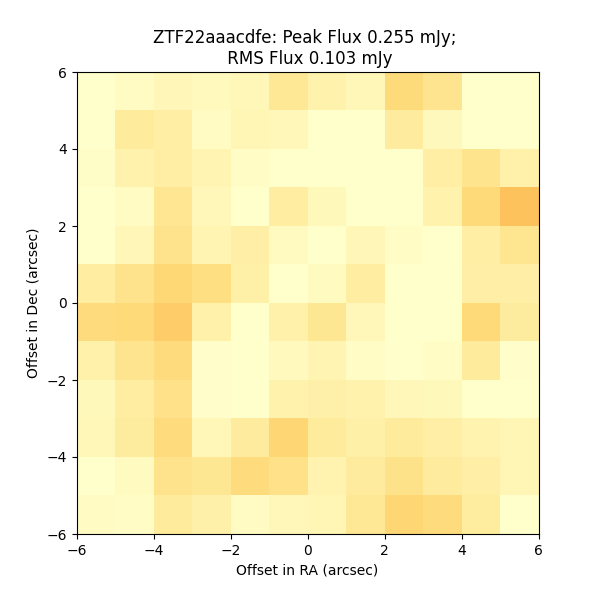 ZTF22aaacdfe: Peak Flux 0.255 mJy;
RMS Flux 0.103 mJy
6
4
2
0
−2
−4
−6
Offset in Dec (arcsec)
−6 −4 −2 0 2 4 6
Offset in RA (arcsec)